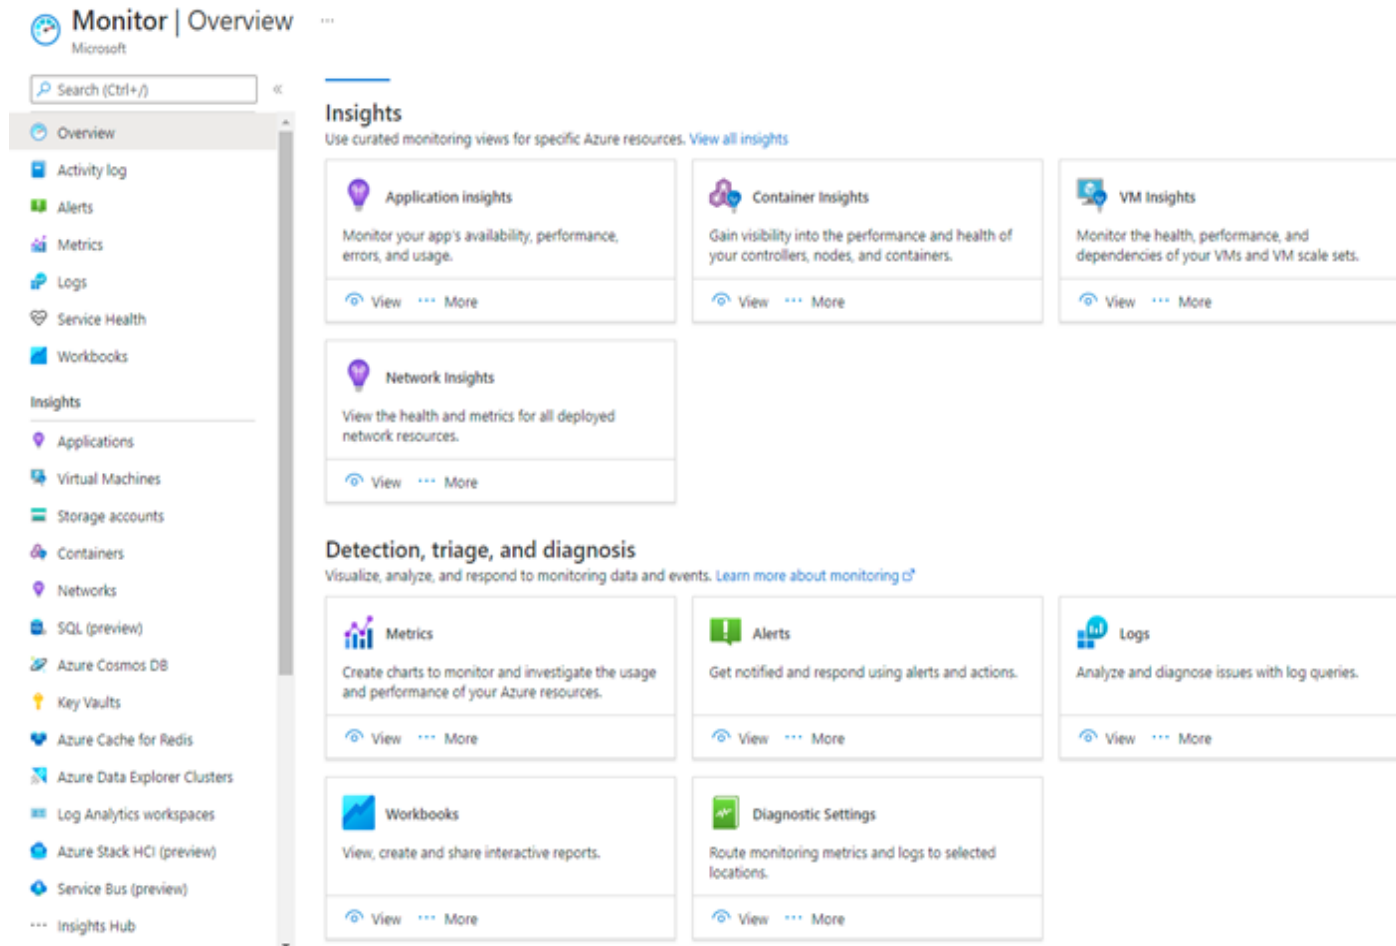 Monitor | Overview ...
Microsoft
Search (Ctrl+/)
«
Overview
Activity log
Alerts
Metrics
Logs
Service Health
Workbooks
Insights
Applications
Virtual Machines
Storage accounts
Containers
Networks
SQL (preview)
Azure Cosmos DB
Key Vaults
Azure Cache for Redis
Azure Data Explorer Clusters
Log Analytics workspaces
Azure Stack HCI (preview)
Service Bus (preview)
Insights Hub
Insights
Use curated monitoring views for specific Azure resources. View all insights
Application insights
Monitor your app's availability, performance,
errors, and usage.
View ... More
Container Insights
Gain visibility into the performance and health of
your controllers, nodes, and containers.
View ... More
VM Insights
Monitor the health, performance, and
dependencies of your VMs and VM scale sets.
View ... More
Network Insights
View the health and metrics for all deployed
network resources.
View ... More
Detection, triage, and diagnosis
Visualize, analyze, and respond to monitoring data and events. Learn more about monitoring
Metrics
Create charts to monitor and investigate the usage
and performance of your Azure resources.
View ... More
Alerts
Get notified and respond using alerts and actions.
View ... More
Logs
Analyze and diagnose issues with log queries.
View ... More
Workbooks
View, create and share interactive reports.
View ... More
Diagnostic Settings
Route monitoring metrics and logs to selected
locations.
View ... More